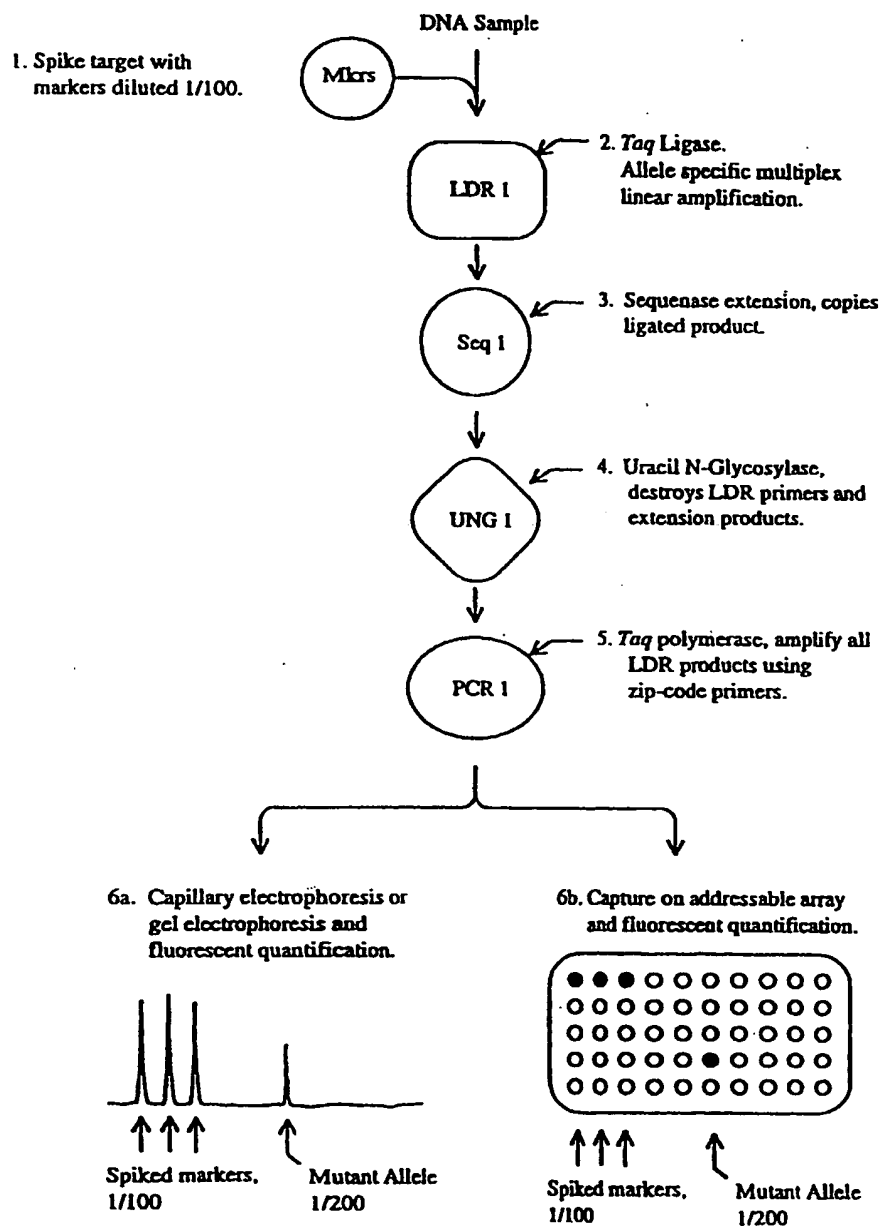 DNA Sample
1. Spike target with
markers diluted 1/100.
Mkrs
LDR 1
2. Taq Ligase.
Allele specific multiplex
linear amplification.
Seq 1
3. Sequenase extension, copies
ligated product.
UNG 1
4. Uracil N-Glycosylase,
destroys LDR primers and
extension products.
PCR 1
5. Taq polymerase, amplify all
LDR products using
zip-code primers.
6a. Capillary electrophoresis or
gel electrophoresis and
fluorescent quantification.
6b. Capture on addressable array
and fluorescent quantification.
Spiked markers,
1/100
Mutant Allele
1/200
Spiked markers,
1/100
Mutant Allele
1/200